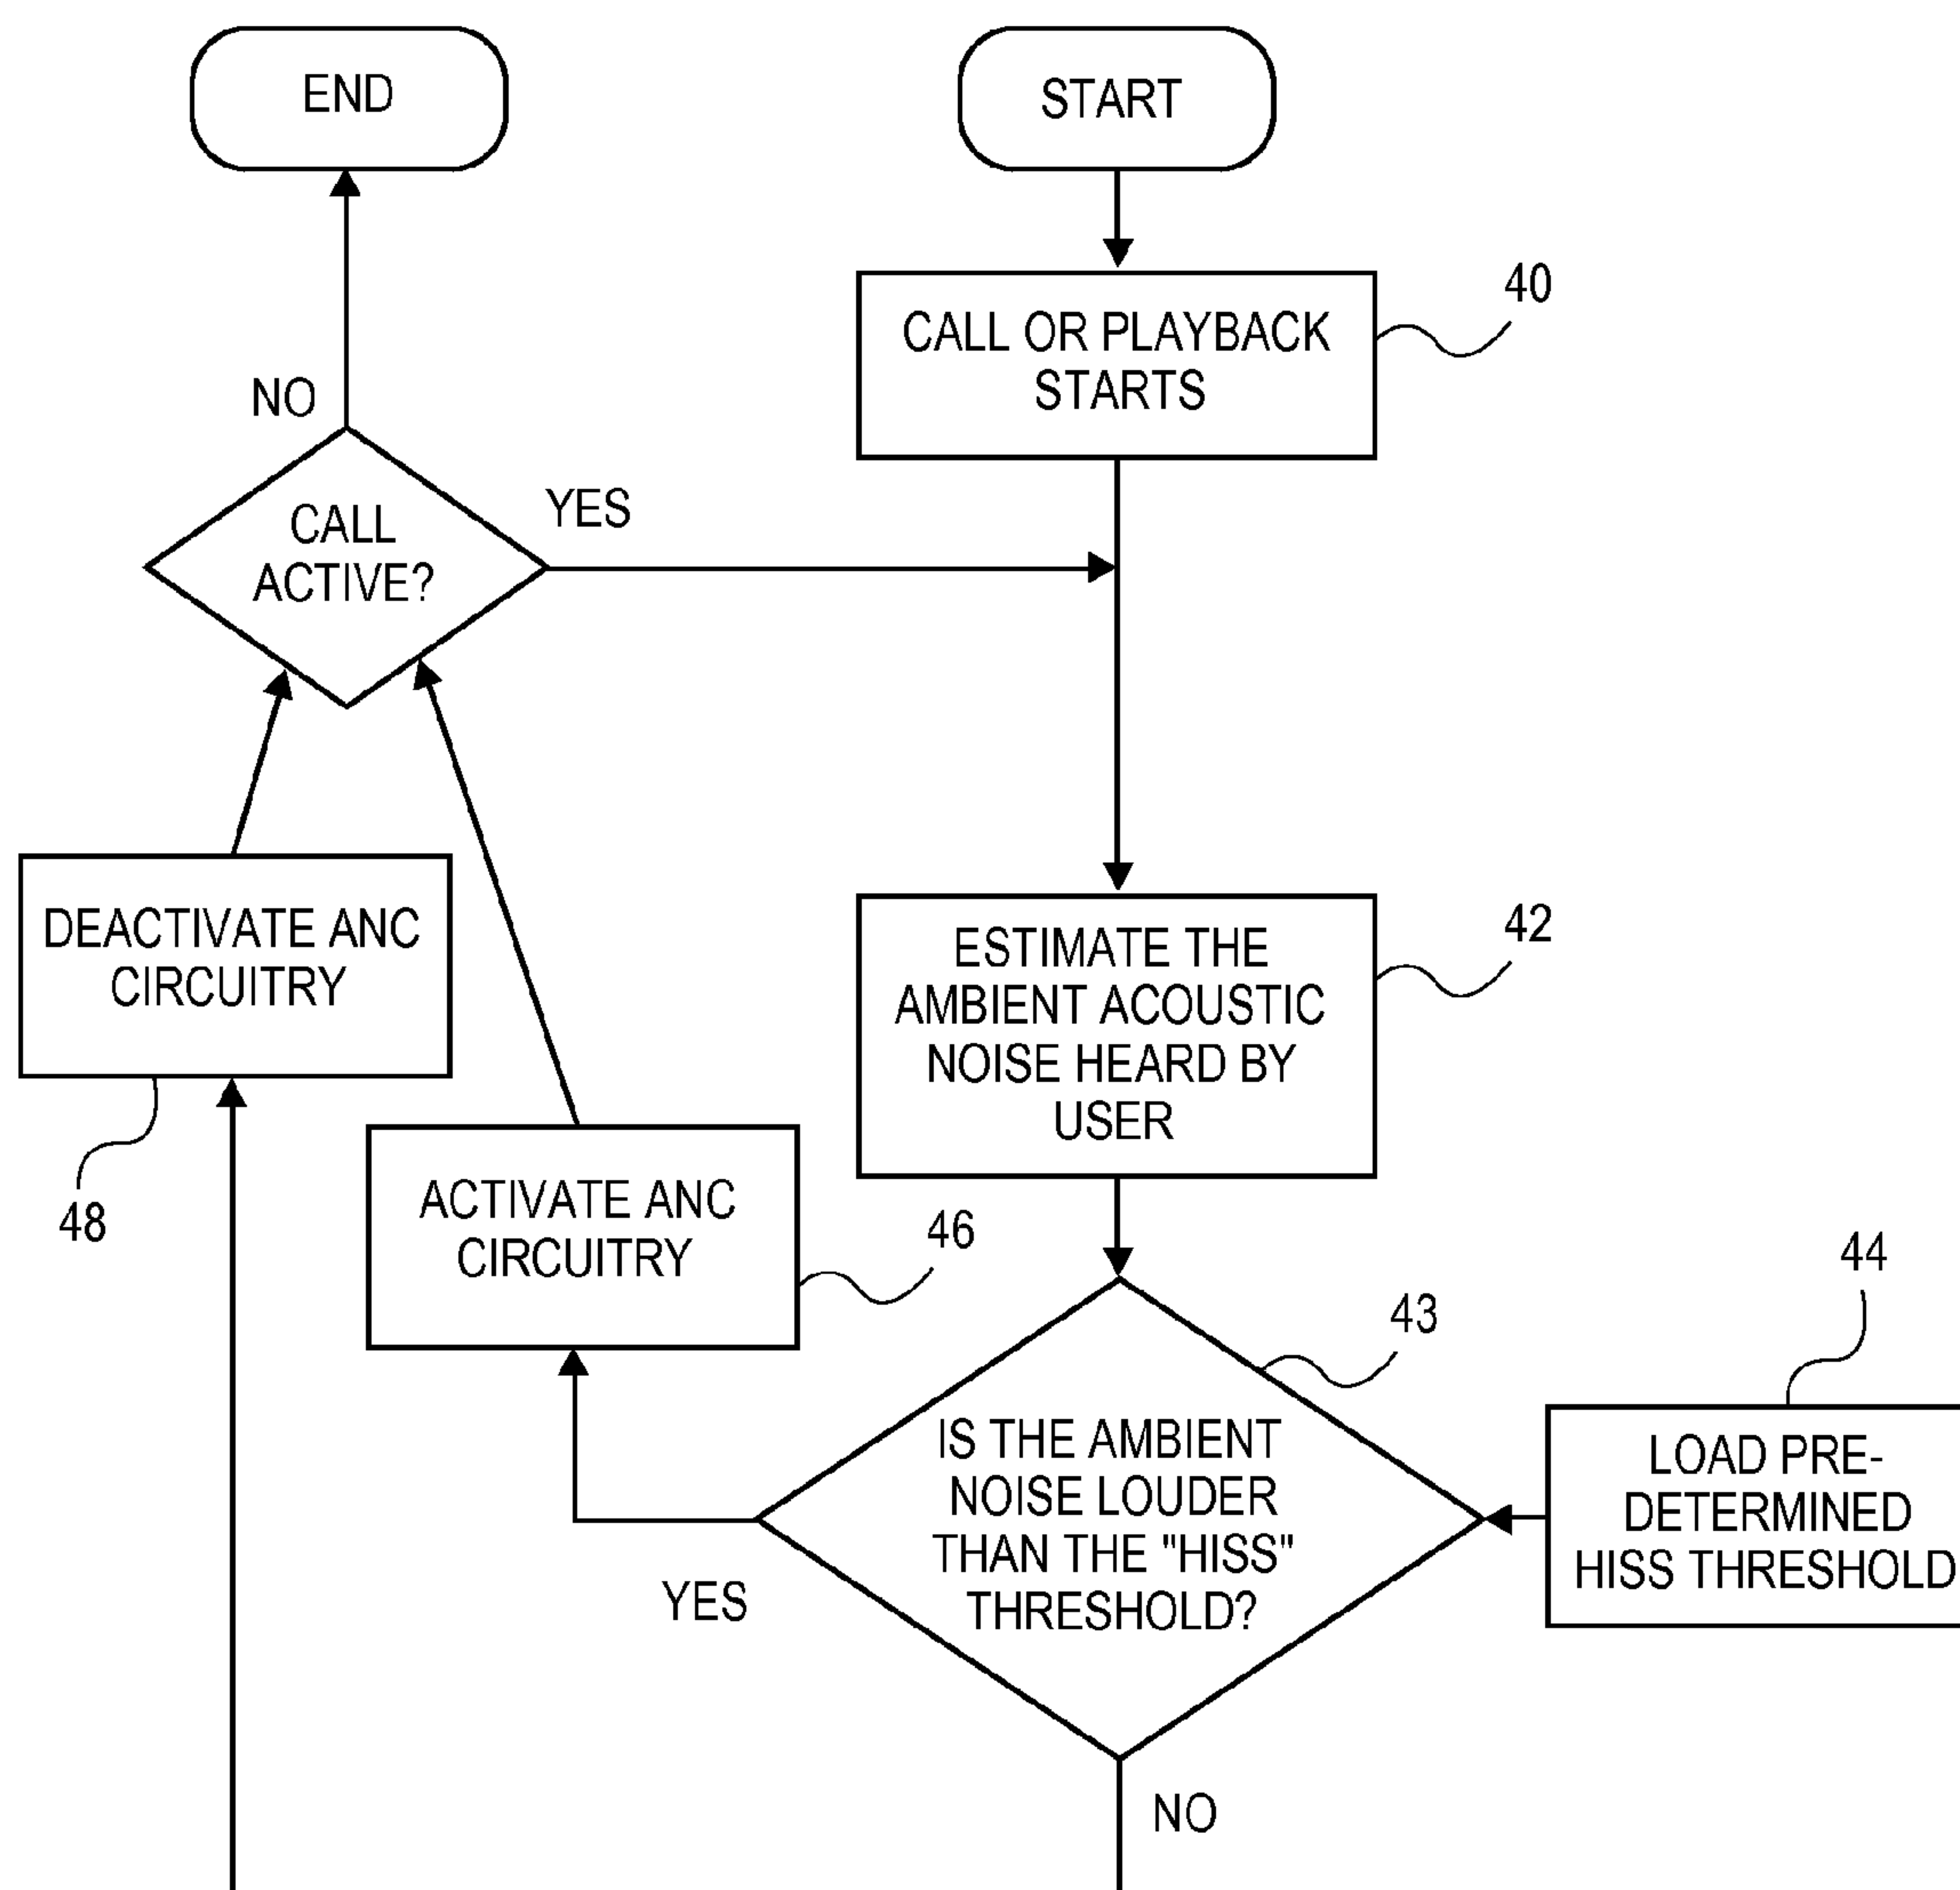 END
START
CALL OR PLAYBACK
STARTS
40
NO
CALL
ACTIVE?
YES
DEACTIVATE ANC
CIRCUITRY
48
ESTIMATE THE
AMBIENT ACOUSTIC
NOISE HEARD BY
USER
42
ACTIVATE ANC
CIRCUITRY
46
43
44
IS THE AMBIENT
NOISE LOUDER
THAN THE "HISS"
THRESHOLD?
LOAD PRE-
DETERMINED
HISS THRESHOLD
YES
NO